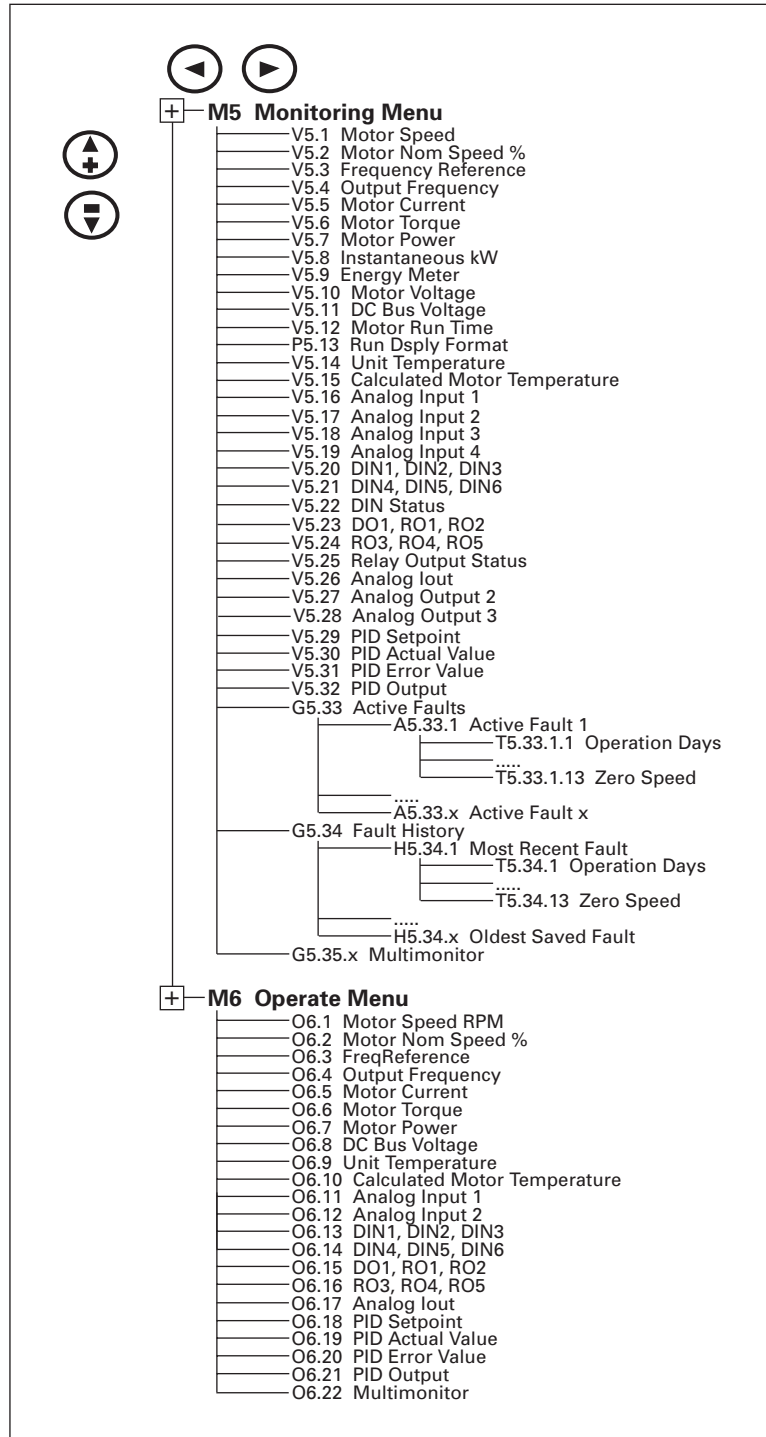 M5 Monitoring Menu
V5.1 Motor Speed
V5.2 Motor Nom Speed %
V5.3 Frequency Reference
V5.4 Output Frequency
V5.5 Motor Current
V5.6 Motor Torque
V5.7 Motor Power
V5.8 Instantaneous kW
V5.9 Energy Meter
V5.10 Motor Voltage
V5.11 DC Bus Voltage
V5.12 Motor Run Time
P5.13 Run Dsply Format
V5.14 Unit Temperature
V5.15 Calculated Motor Temperature
V5.16 Analog Input 1
V5.17 Analog Input 2
V5.18 Analog Input 3
V5.19 Analog Input 4
V5.20 DIN1, DIN2, DIN3
V5.21 DIN4, DIN5, DIN6
V5.22 DIN Status
V5.23 DO1, RO1, RO2
V5.24 RO3, RO4, RO5
V5.25 Relay Output Status
V5.26 Analog Iout
V5.27 Analog Output 2
V5.28 Analog Output 3
V5.29 PID Setpoint
V5.30 PID Actual Value
V5.31 PID Error Value
V5.32 PID Output
G5.33 Active Faults
A5.33.1 Active Fault 1
T5.33.1.1 Operation Days
.....
T5.33.1.13 Zero Speed
.....
A5.33.x Active Fault x
G5.34 Fault History
H5.34.1 Most Recent Fault
T5.34.1 Operation Days
.....
T5.34.13 Zero Speed
.....
H5.34.x Oldest Saved Fault
G5.35.x Multimonitor
M6 Operate Menu
O6.1 Motor Speed RPM
O6.2 Motor Nom Speed %
O6.3 FreqReference
O6.4 Output Frequency
O6.5 Motor Current
O6.6 Motor Torque
O6.7 Motor Power
O6.8 DC Bus Voltage
O6.9 Unit Temperature
O6.10 Calculated Motor Temperature
O6.11 Analog Input 1
O6.12 Analog Input 2
O6.13 DIN1, DIN2, DIN3
O6.14 DIN4, DIN5, DIN6
O6.15 DO1, RO1, RO2
O6.16 RO3, RO4, RO5
O6.17 Analog Iout
O6.18 PID Setpoint
O6.19 PID Actual Value
O6.20 PID Error Value
O6.21 PID Output
O6.22 Multimonitor